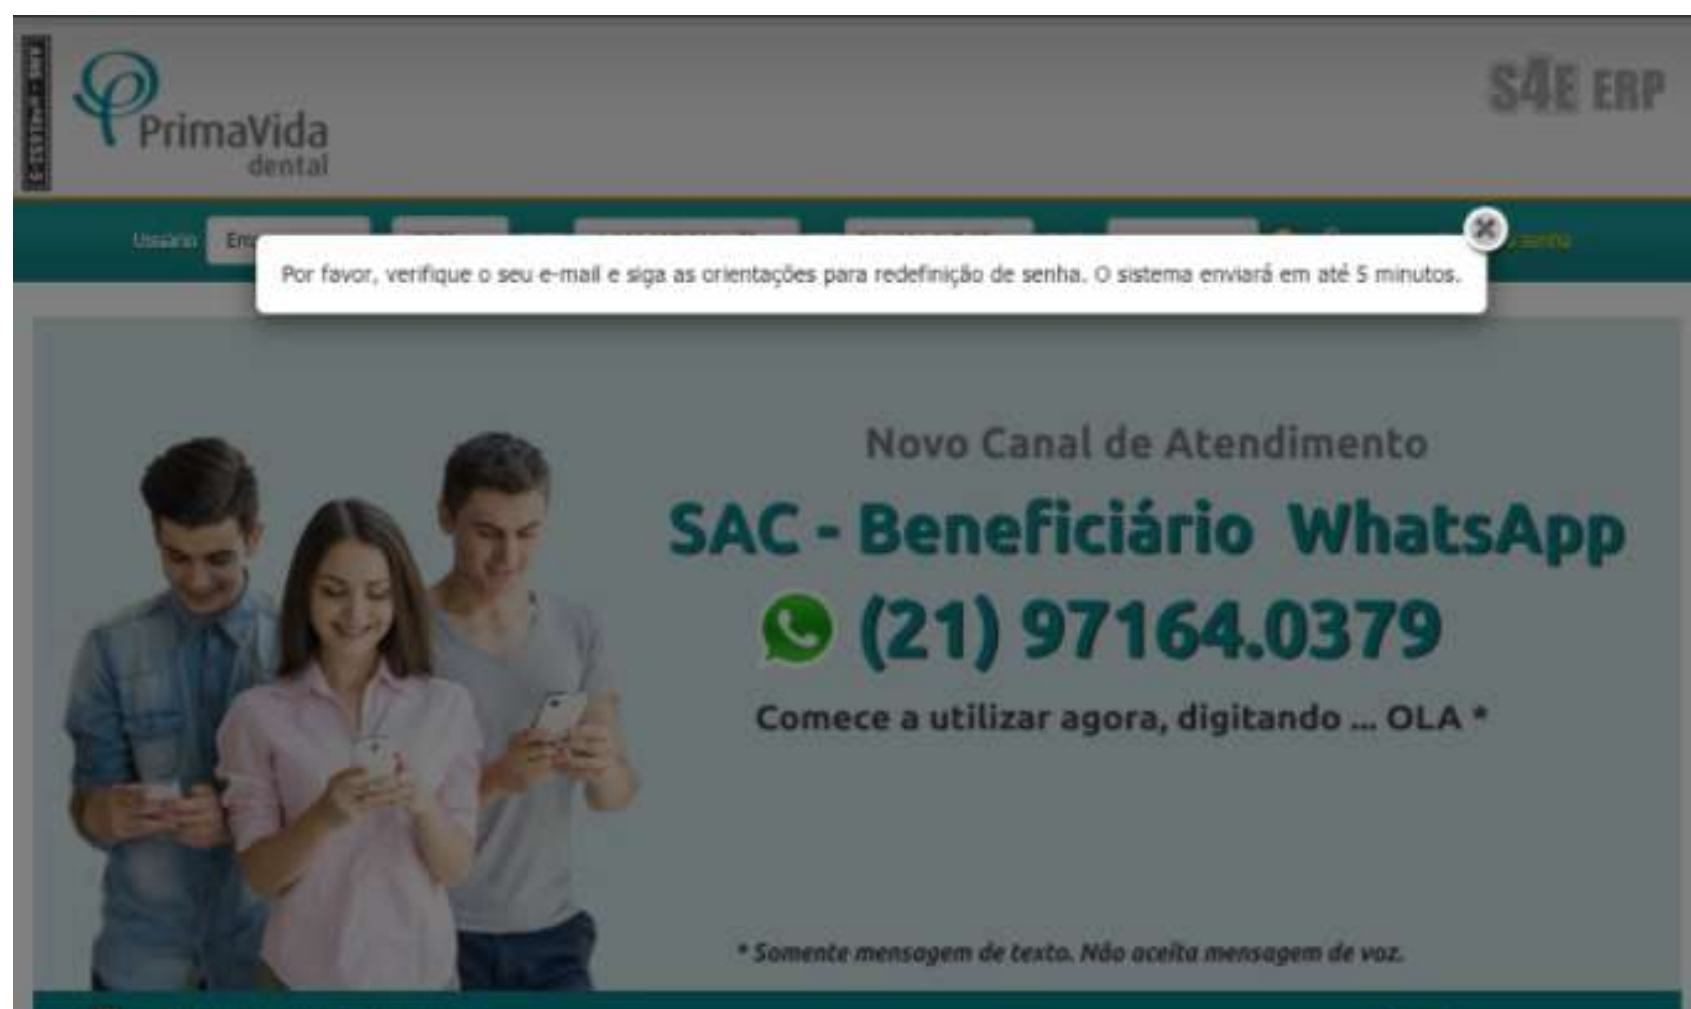 PrimaVida
dental
S4E ERP
Usuário
Por favor, verifique o seu e-mail e siga as orientações para redefinição de senha. O sistema enviará em até 5 minutos.
Novo Canal de Atendimento
SAC - Beneficiário WhatsApp
(21) 97164.0379
Comece a utilizar agora, digitando ... OLA *
* Somente mensagem de texto. Não aceita mensagem de voz.